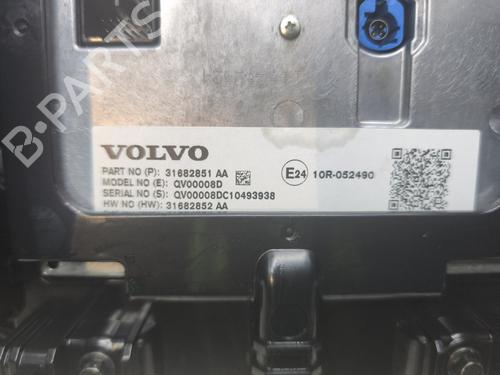 B-PARTS
VOLVO
PART NO (P): 31682851 AA
MODEL NO (E): QV00008D
SERIAL NO (S): QV00008DC10493938
HW NO (HW): 31682852 AA
E24 10R-052490